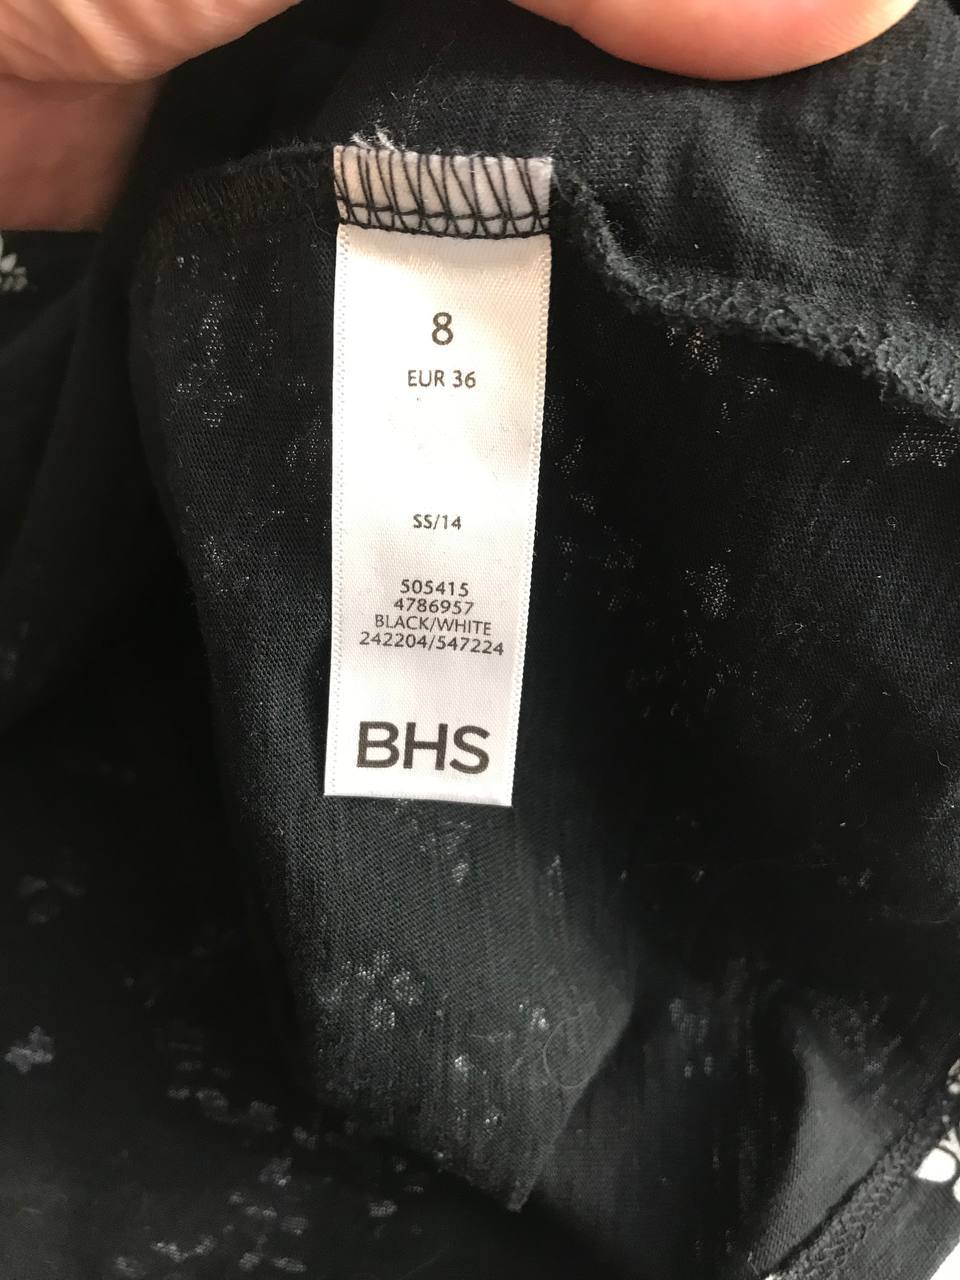 8
EUR 36
SS/14
505415
4786957
BLACK/WHITE
242204/547224
BHS